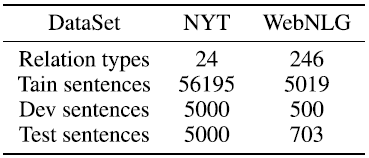 DataSet NYT WebNLG
Relation types 24 246
Tain sentences 56195 5019
Dev sentences 5000 500
Test sentences 5000 703